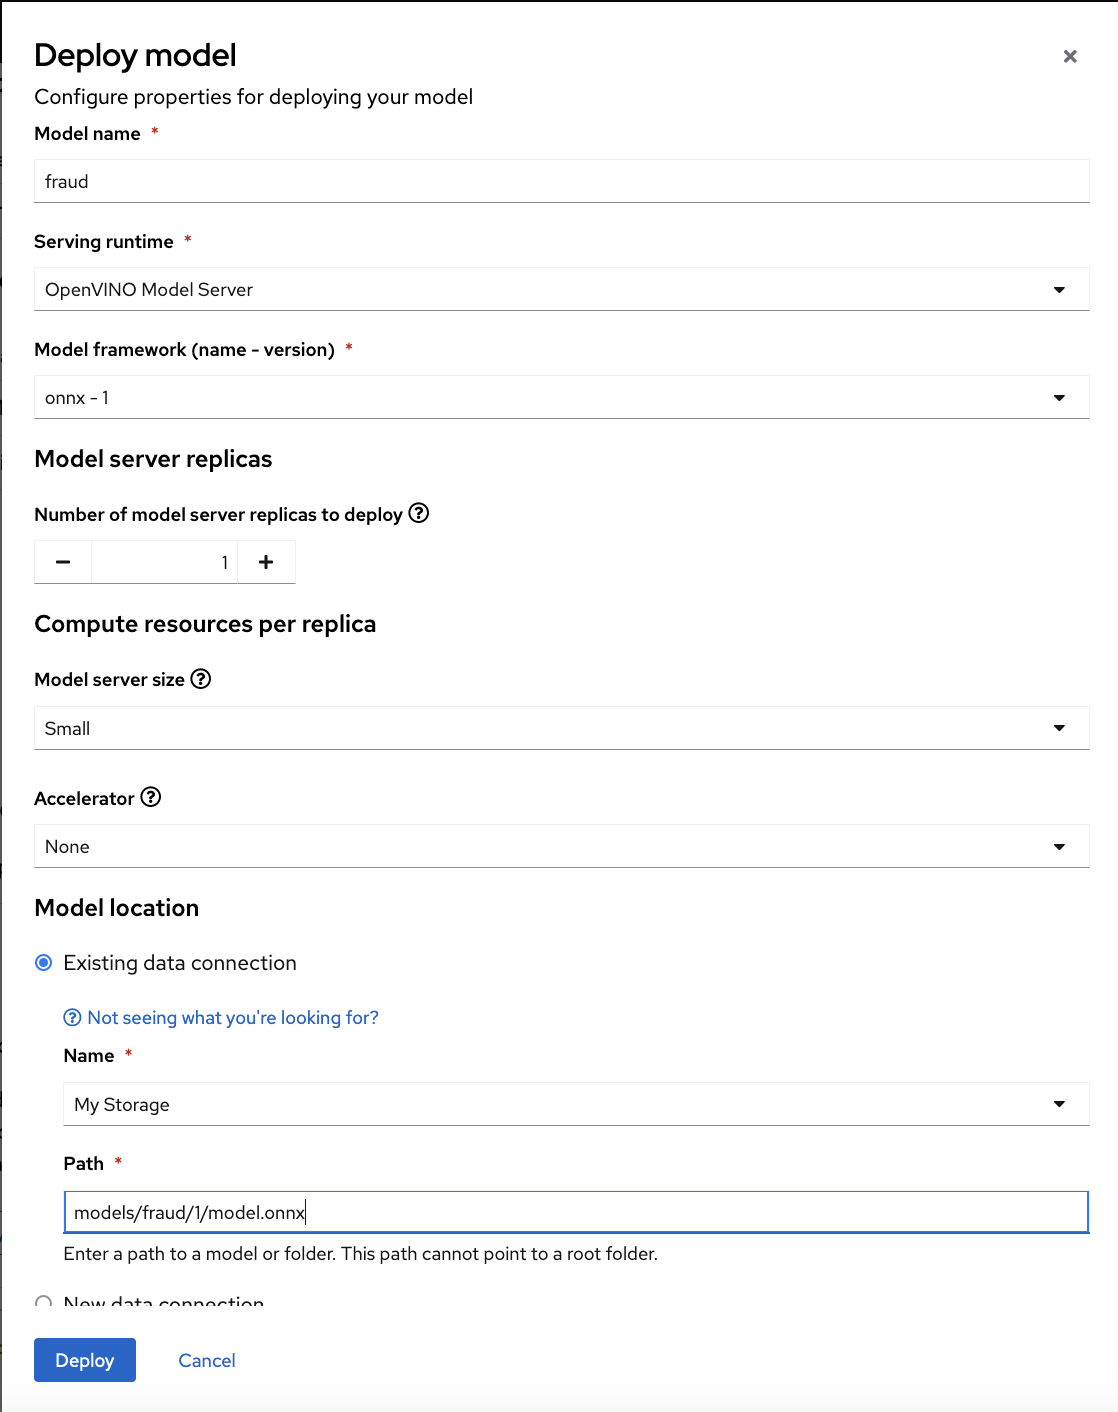 Deploy model
Configure properties for deploying your model
Model name *
fraud
Serving runtime *
OpenVINO Model Server
Model framework (name - version) *
onnx - 1
Model server replicas
Number of model server replicas to deploy
1
Compute resources per replica
Model server size
Small
Accelerator
None
Model location
Existing data connection
Not seeing what you're looking for?
Name *
My Storage
Path *
models/fraud/1/model.onnx
Enter a path to a model or folder. This path cannot point to a root folder.
New data connection
Deploy
Cancel